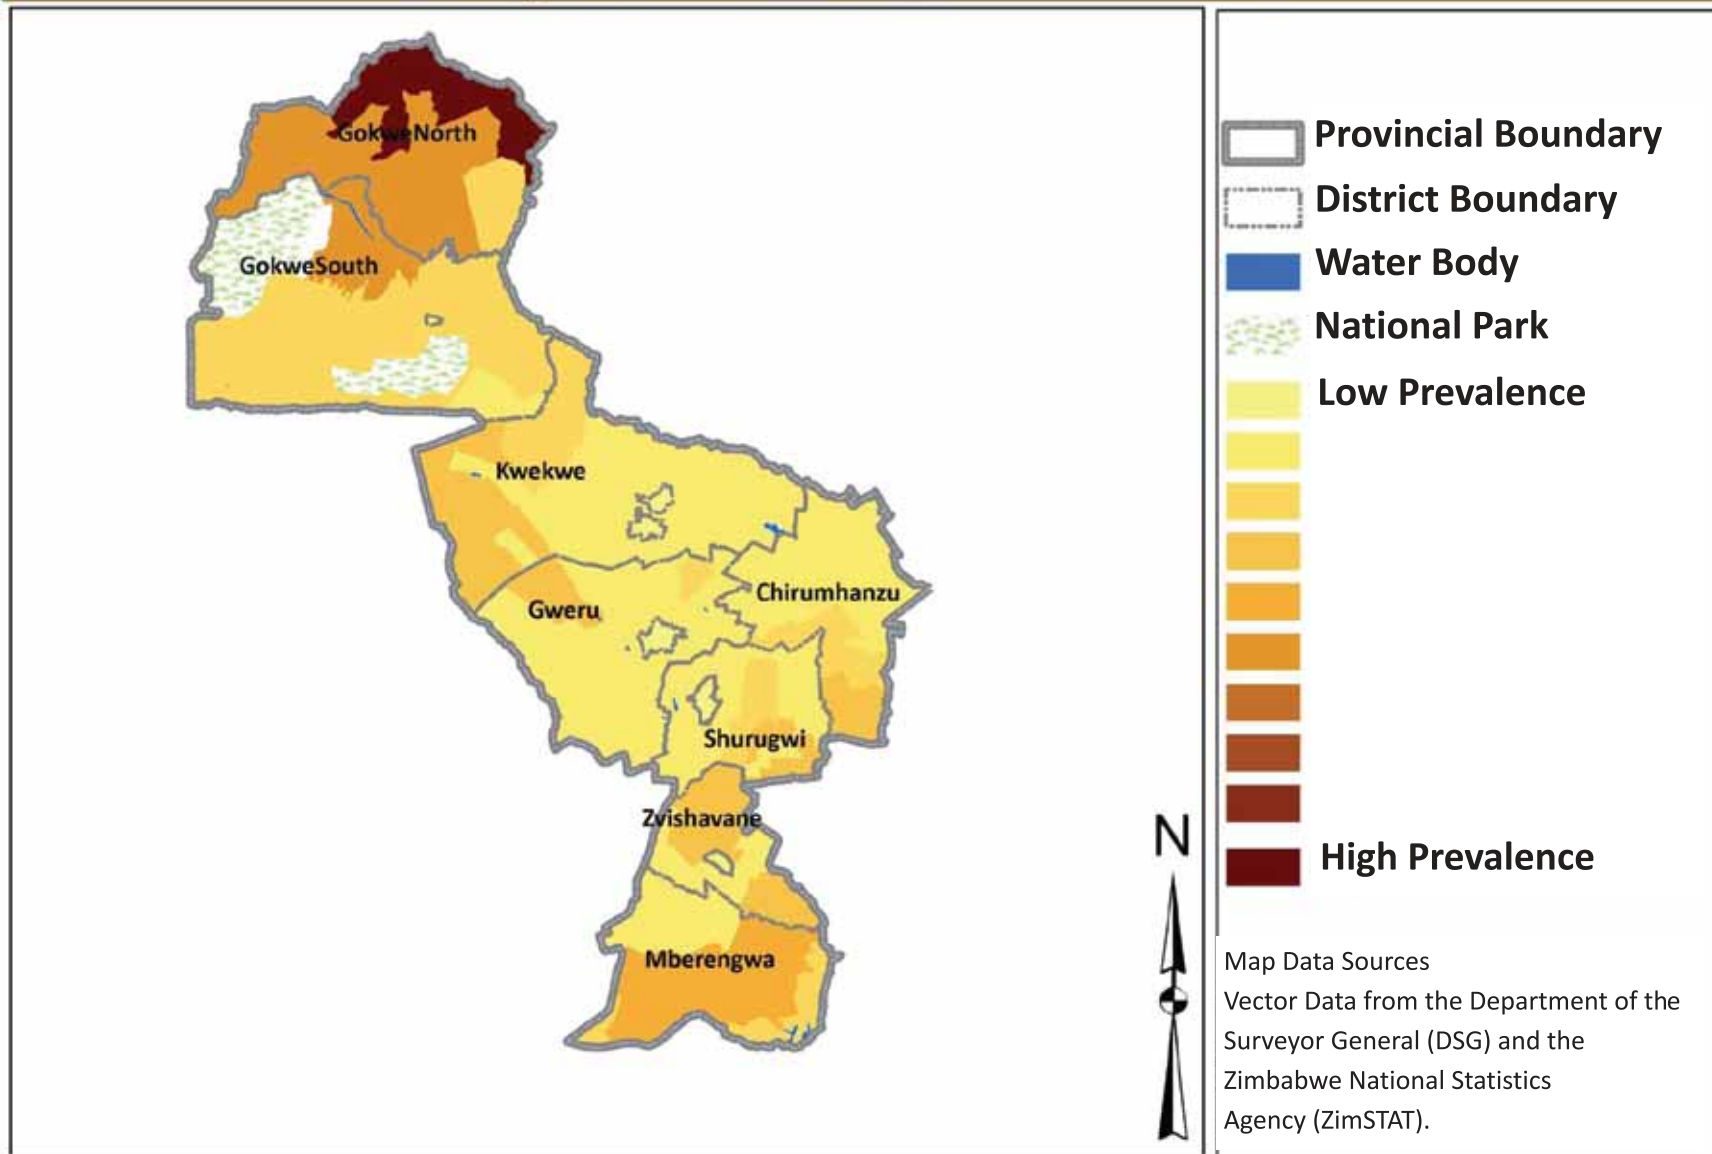 GokweNorth
GokweSouth
Kwekwe
Chirumhanzu
Gweru
Shurugwi
Zvishavane
Mberengwa
N
Provincial Boundary
District Boundary
Water Body
National Park
Low Prevalence
High Prevalence
Map Data Sources
Vector Data from the Department of the
Surveyor General (DSG) and the
Zimbabwe National Statistics
Agency (ZimSTAT).